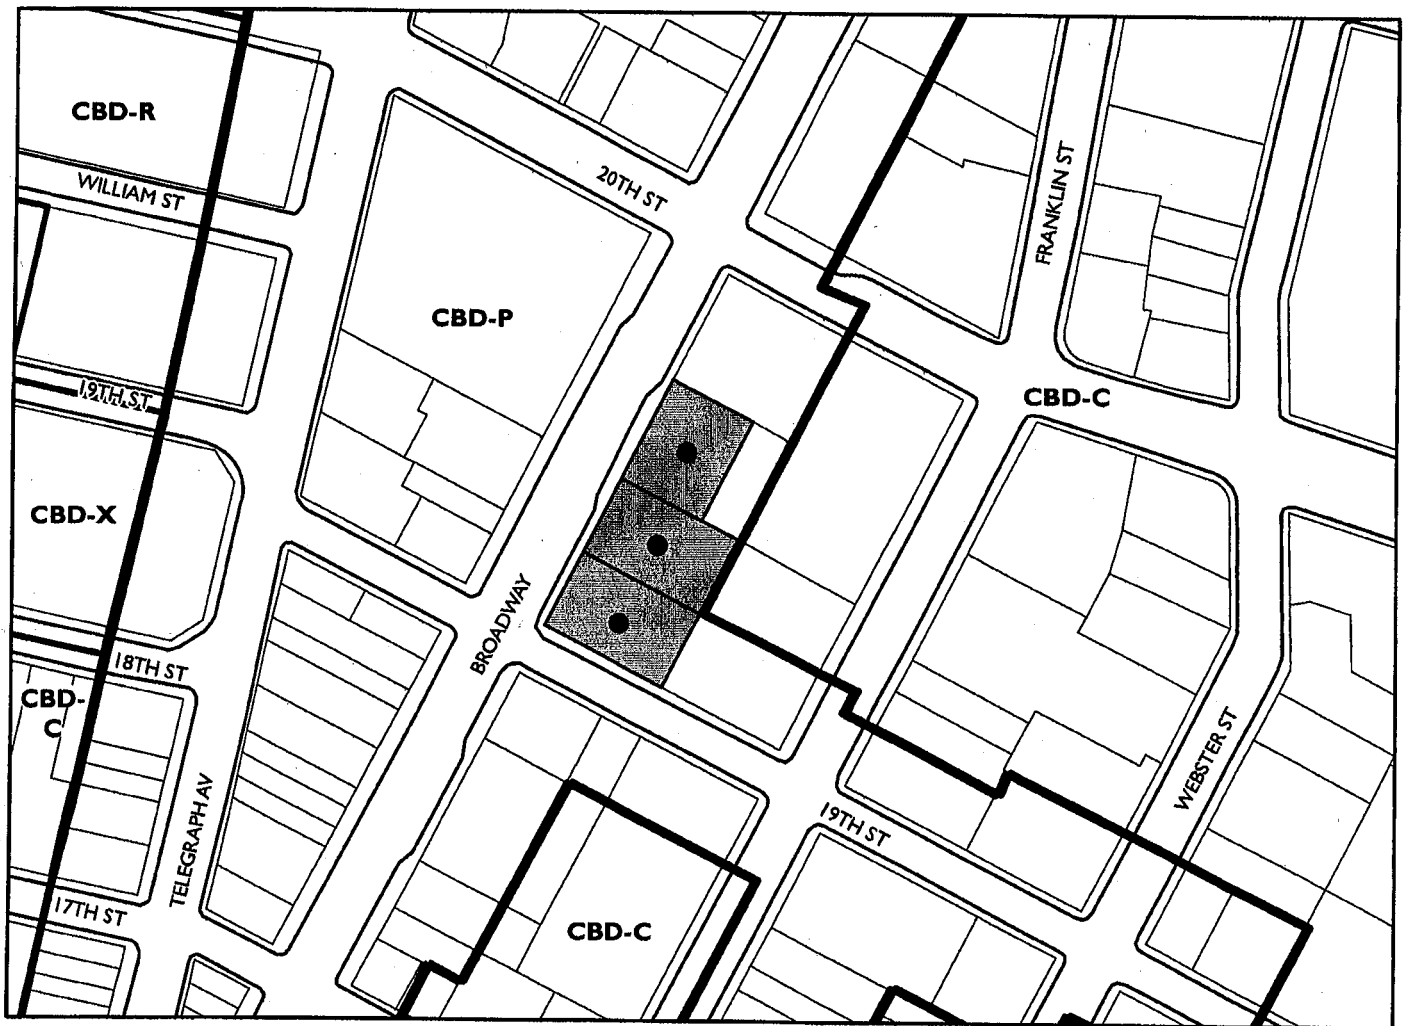 CBD-R
WILLIAM ST
20TH ST
FRANKLIN ST
CBD-P
19TH ST
CBD-C
CBD-X
BROADWAY
18TH ST
CBD-
C
WEBSTER ST
TELEGRAPH AV
19TH ST
17TH ST
CBD-C